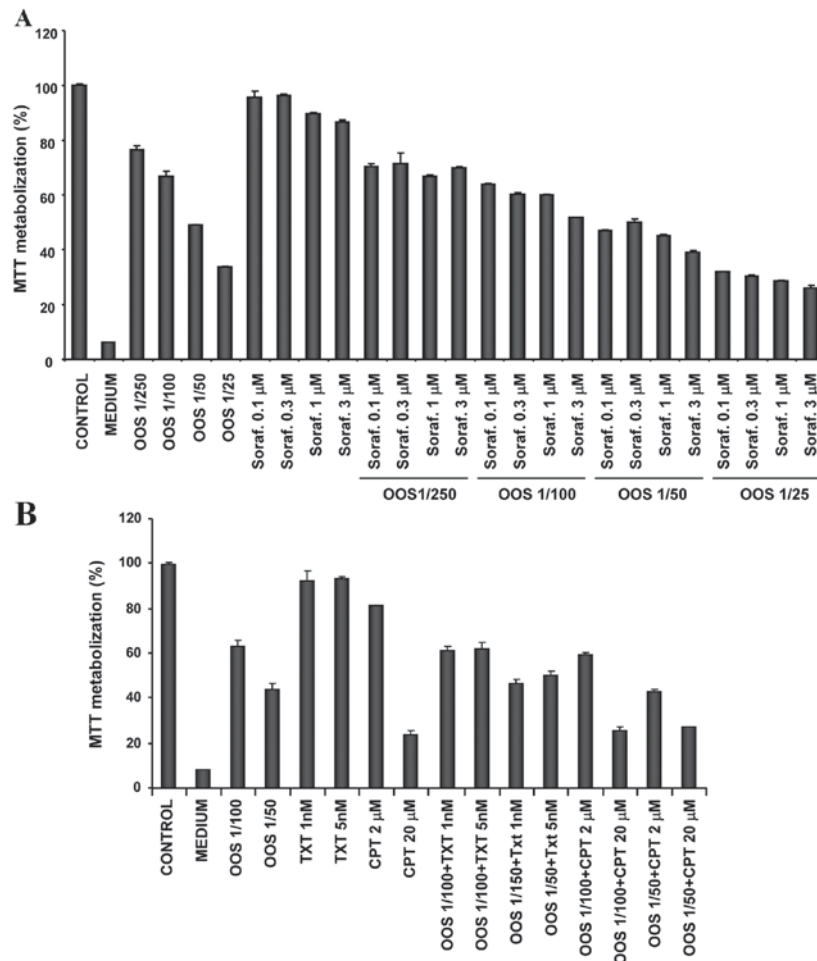 A
MTT metabolization (%)
120
100
80
60
40
20
0
CONTROL
MEDIUM
OOS 1/250
OOS 1/100
OOS 1/50
OOS 1/25
Soraf. 0.1 µM
Soraf. 0.3 µM
Soraf. 1 µM
Soraf. 3 µM
Soraf. 0.1 µM
Soraf. 0.3 µM
Soraf. 1 µM
Soraf. 3 µM
Soraf. 0.1 µM
Soraf. 0.3 µM
Soraf. 1 µM
Soraf. 3 µM
Soraf. 0.1 µM
Soraf. 0.3 µM
Soraf. 1 µM
Soraf. 3 µM
Soraf. 0.1 µM
Soraf. 0.3 µM
Soraf. 1 µM
Soraf. 3 µM
OOS1/250
OOS 1/100
OOS 1/50
OOS 1/25
B
MTT metabolization (%)
120
100
80
60
40
20
0
CONTROL
MEDIUM
OOS 1/100
OOS 1/50
TXT 1nM
TXT 5nM
CPT 2 µM
CPT 20 µM
OOS 1/100+TXT 1nM
OOS 1/100+TXT 5nM
OOS 1/150+Txt 1nM
OOS 1/50+Txt 5nM
OOS 1/100+CPT 2 µM
OOS 1/100+CPT 20 µM
OOS 1/50+CPT 2 µM
OOS 1/50+CPT 20 µM